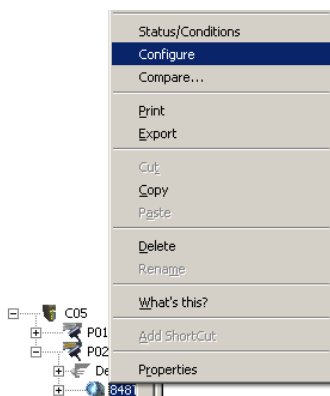 Status/Conditions
Configure
Compare...
Print
Export
Cut
Copy
Paste
Delete
Rename
What's this?
Add ShortCut
Properties
C05
P01
P02
De
848T